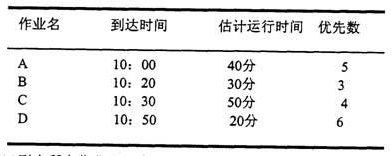 作业名 到达时间 估计运行时间 优先数
A 10：00 40分 5
B 10：20 30分 3
C 10：30 50分 4
D 10：50 20分 6